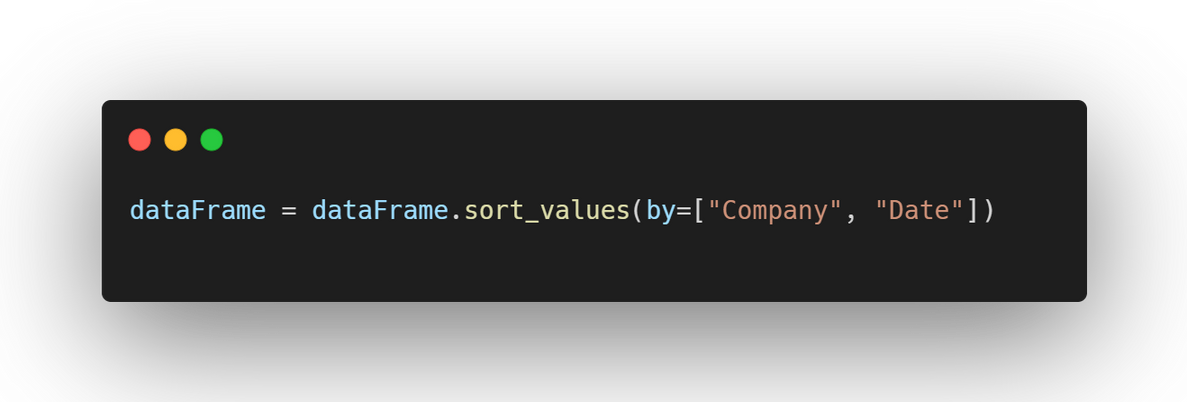 dataFrame = dataFrame.sort_values(by=["Company", "Date"])